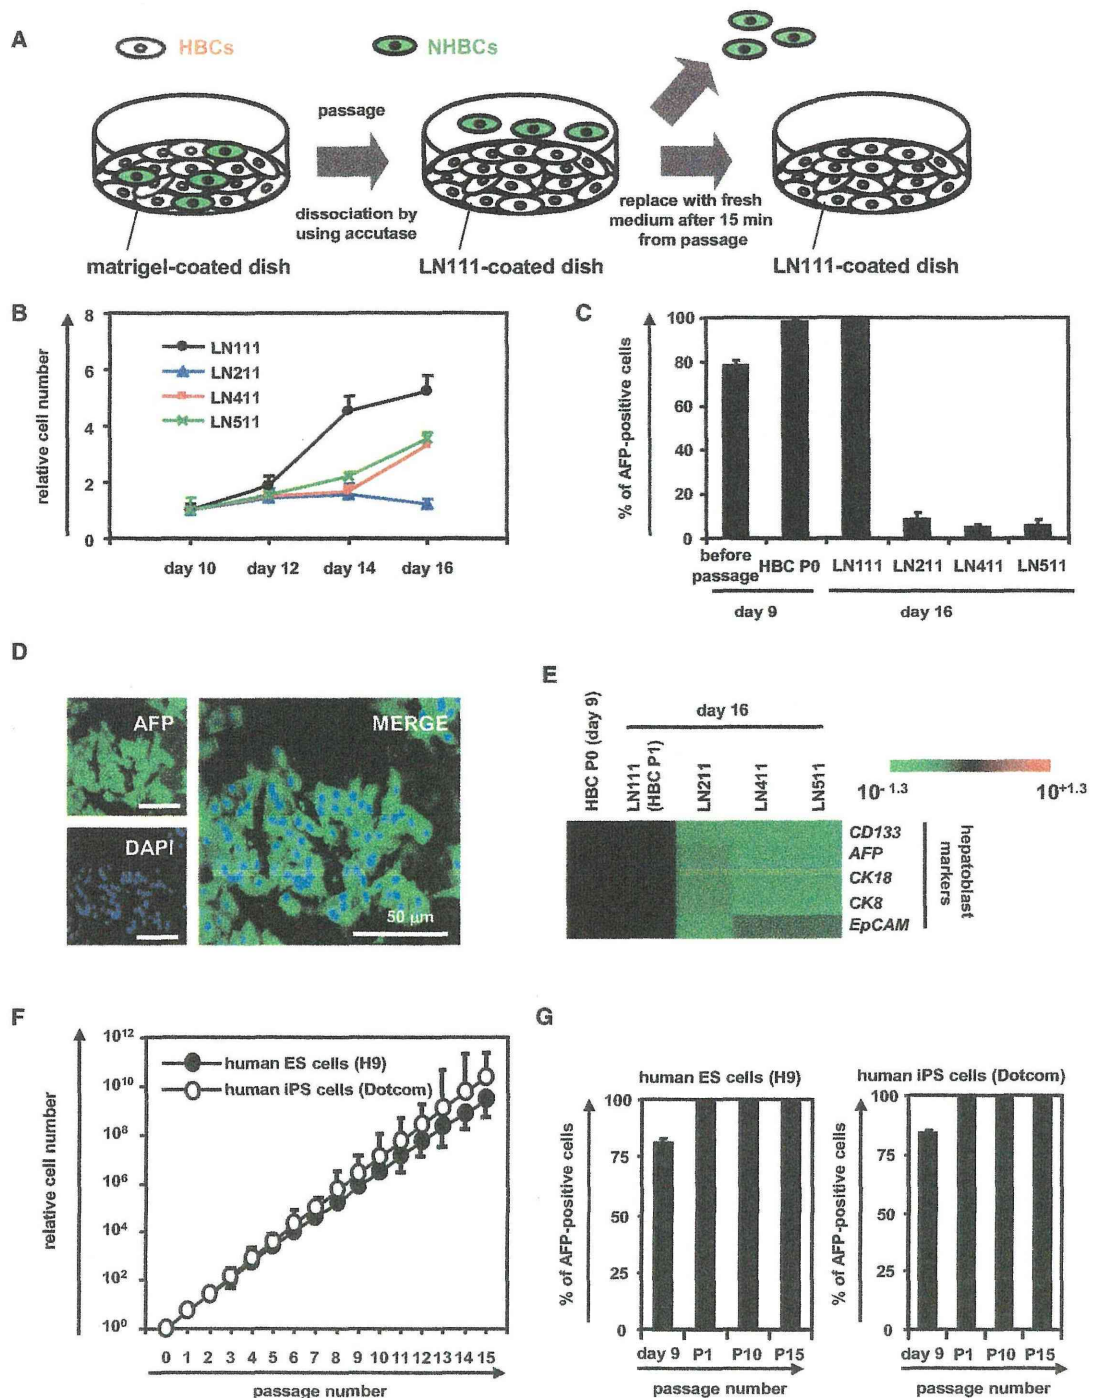 A
HBCs
NHBCs
passage
dissociation by
using accutase
replace with fresh
medium after 15 min
from passage
matrigel-coated dish
LN111-coated dish
LN111-coated dish
B
relative cell number
8
6
4
2
0
LN111
LN211
LN411
LN511
day 10
day 12
day 14
day 16
C
% of AFP-positive cells
100
80
60
40
20
0
before
passage
HBC P0
LN111
LN211
LN411
LN511
day 9
day 16
D
AFP
DAPI
MERGE
50 μm
E
day 16
HBC P0 (day 9)
LN111
(HBC P1)
LN211
LN411
LN511
10-1.3
10+1.3
CD133
AFP
CK18
CK8
EpCAM
hepatoblast
markers
F
relative cell number
1012
1010
108
106
104
102
100
human ES cells (H9)
human iPS cells (Dotcom)
0 1 2 3 4 5 6 7 8 9 10 11 12 13 14 15
passage number
G
human ES cells (H9)
% of AFP-positive cells
100
75
50
25
0
day 9 P1 P10 P15
passage number
human iPS cells (Dotcom)
% of AFP-positive cells
100
75
50
25
0
day 9 P1 P10 P15
passage number